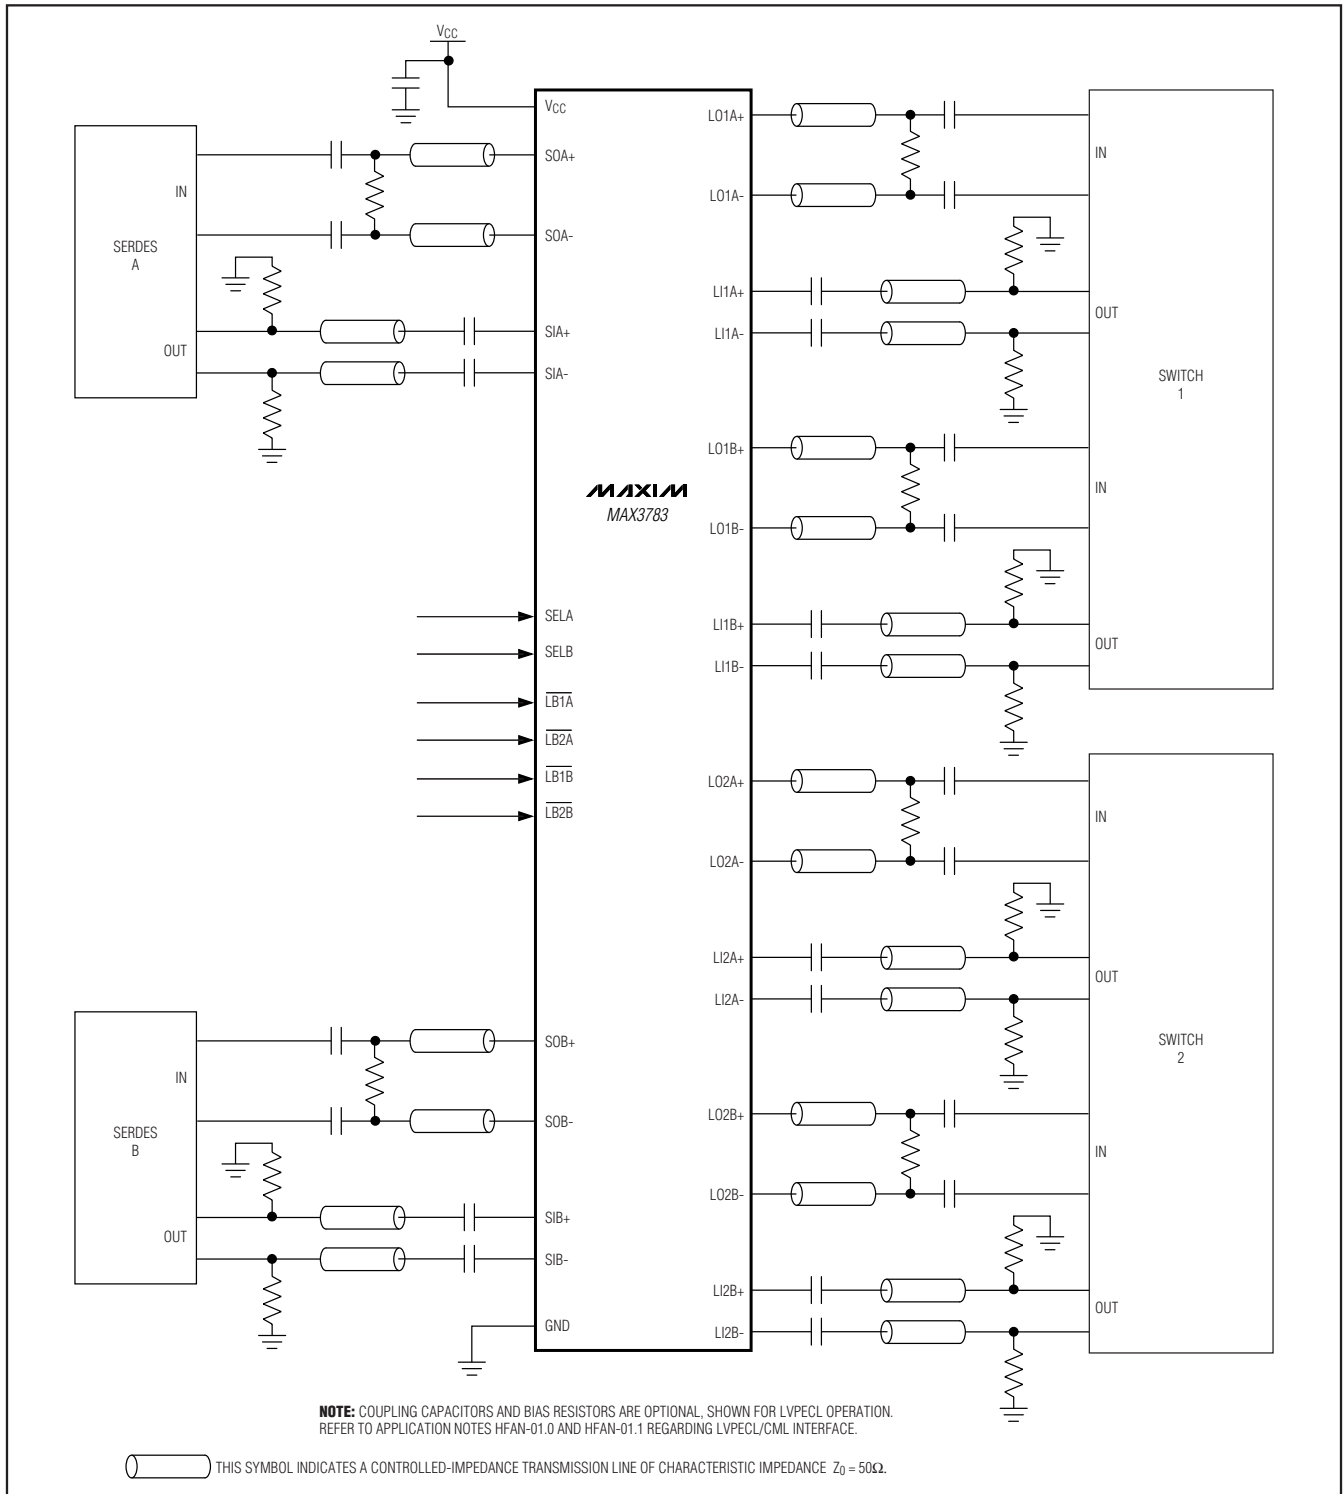 VCC
VCC
SERDES
A
IN
OUT
SOA+
SOA-
SIA+
SIA-
MAXIM
MAX3783
SELA
SELB
LB1A
LB2A
LB1B
LB2B
SERDES
B
IN
OUT
SOB+
SOB-
SIB+
SIB-
GND
LO1A+
LO1A-
LI1A+
LI1A-
LO1B+
LO1B-
LI1B+
LI1B-
LO2A+
LO2A-
LI2A+
LI2A-
LO2B+
LO2B-
LI2B+
LI2B-
IN
OUT
SWITCH
1
IN
OUT
IN
OUT
SWITCH
2
IN
OUT
NOTE: COUPLING CAPACITORS AND BIAS RESISTORS ARE OPTIONAL, SHOWN FOR LVPECL OPERATION.
REFER TO APPLICATION NOTES HFAN-01.0 AND HFAN-01.1 REGARDING LVPECL/CML INTERFACE.
THIS SYMBOL INDICATES A CONTROLLED-IMPEDANCE TRANSMISSION LINE OF CHARACTERISTIC IMPEDANCE Z0 = 50Ω.